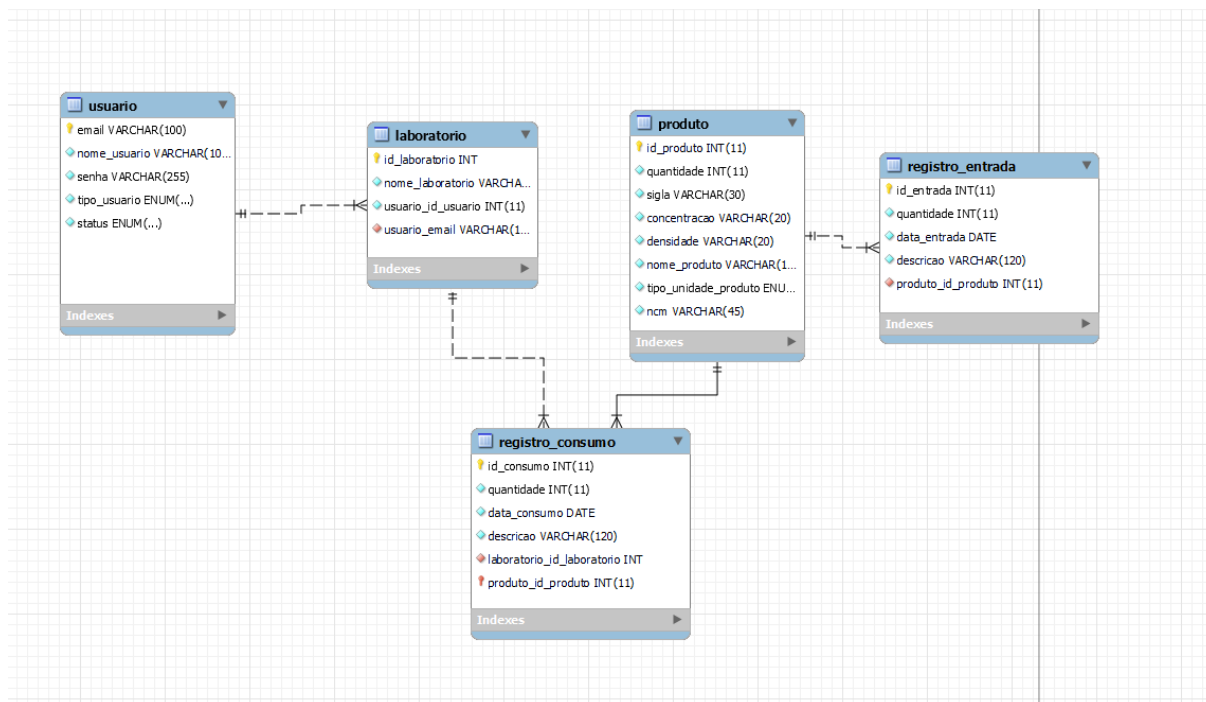 usuario
email VARCHAR(100)
nome_usuario VARCHAR(10...
senha VARCHAR(255)
tipo_usuario ENUM(...)
status ENUM(...)
Indexes
laboratorio
id_laboratorio INT
nome_laboratorio VARCHA...
usuario_id_usuario INT(11)
usuario_email VARCHAR(1...
Indexes
produto
id_produto INT(11)
quantidade INT(11)
sigla VARCHAR(30)
concentracao VARCHAR(20)
densidade VARCHAR(20)
nome_produto VARCHAR(1...
tipo_unidade_produto ENU...
ncm VARCHAR(45)
Indexes
registro_entrada
id_entrada INT(11)
quantidade INT(11)
data_entrada DATE
descricao VARCHAR(120)
produto_id_produto INT(11)
Indexes
registro_consumo
id_consumo INT(11)
quantidade INT(11)
data_consumo DATE
descricao VARCHAR(120)
laboratorio_id_laboratorio INT
produto_id_produto INT(11)
Indexes